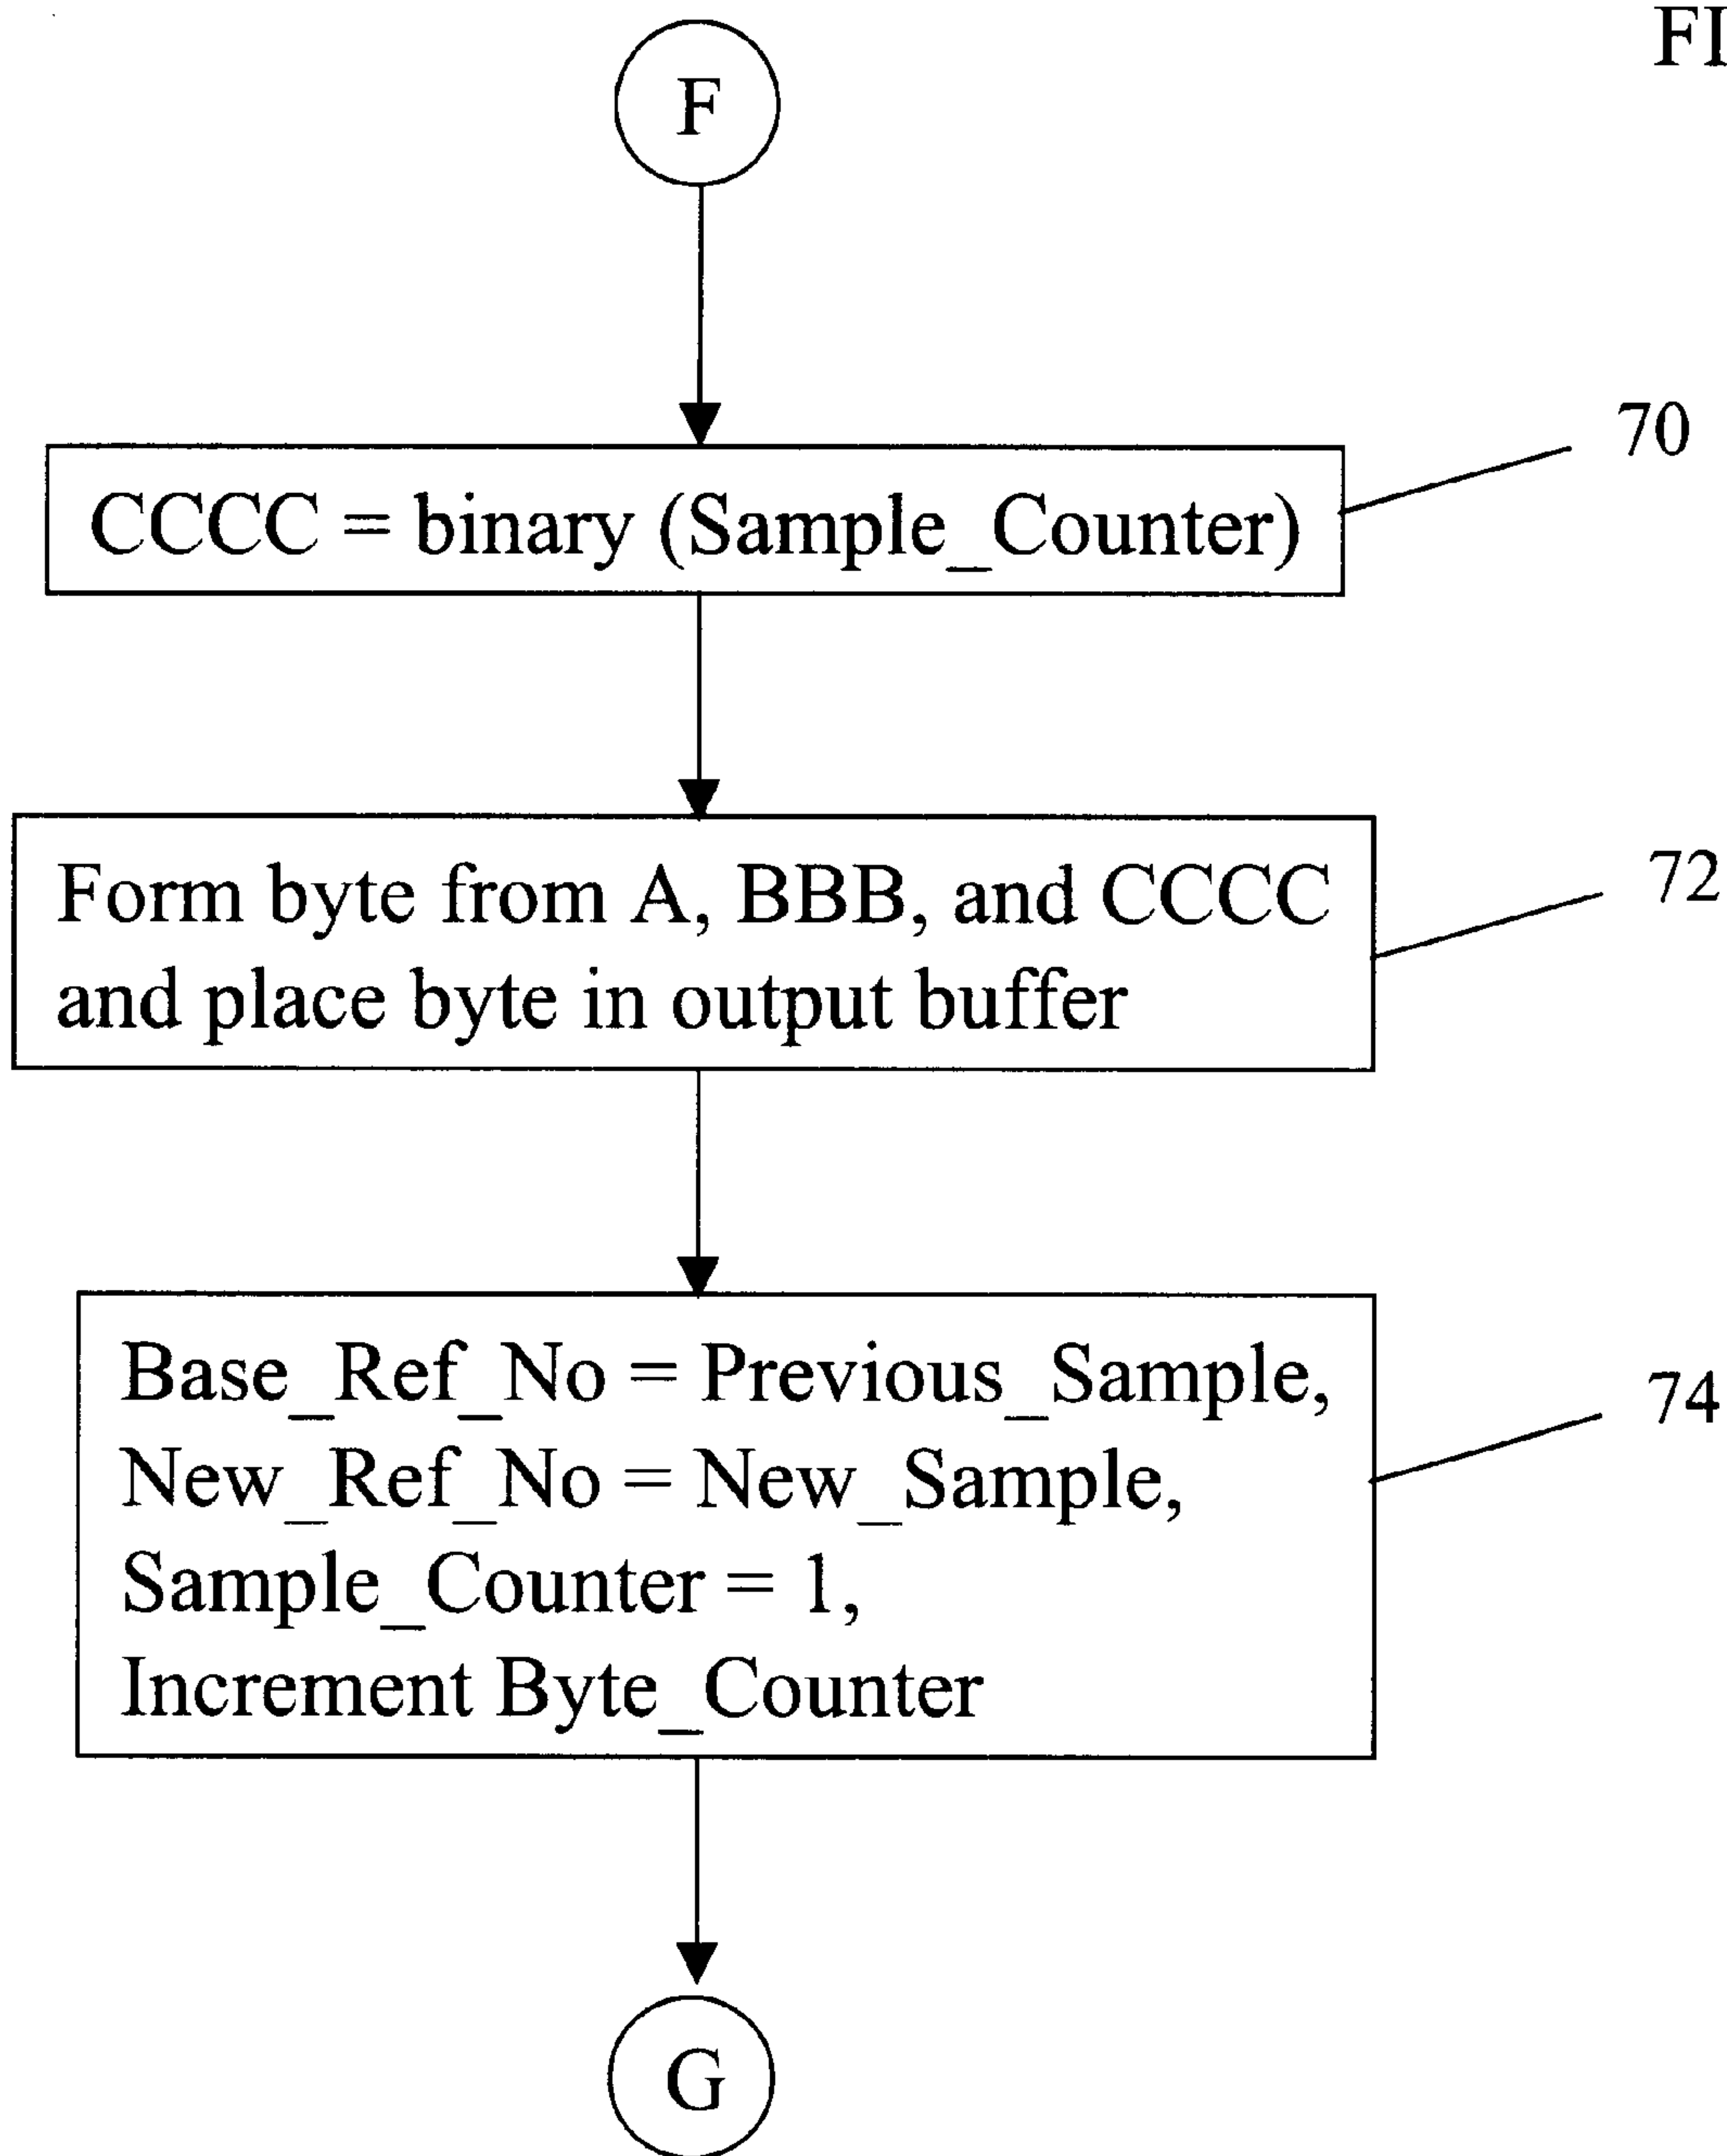 FI
F
70
CCCC = binary (Sample_Counter)
72
Form byte from A, BBB, and CCCC
and place byte in output buffer
74
Base_Ref_No = Previous_Sample,
New_Ref_No = New_Sample,
Sample_Counter = 1,
Increment Byte_Counter
G